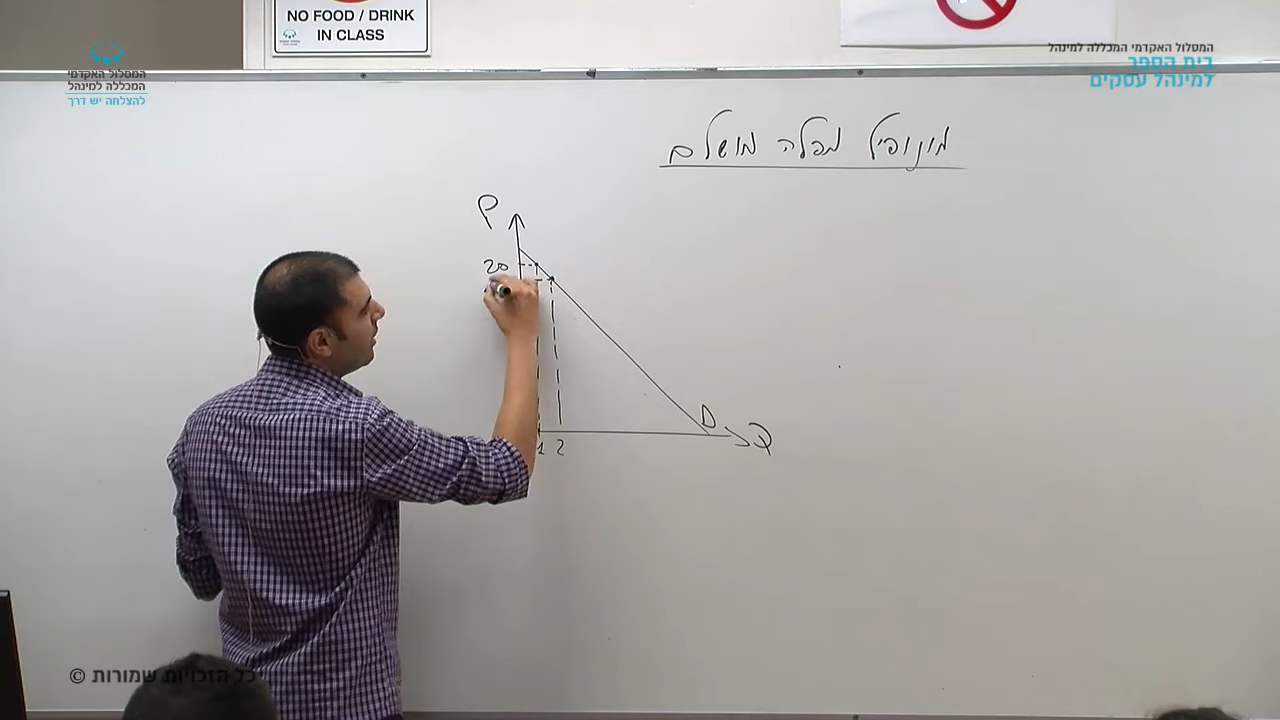 NO FOOD / DRINK
IN CLASS
המסלול האקדמי המכללה למינהל
בית הספר
למינהל עסקים
המסלול האקדמי
המכללה למינהל
להצלחה יש דרך
מונופול מפלה מושלם
P
20
D
Q
1 2
© כל הזכויות שמורות